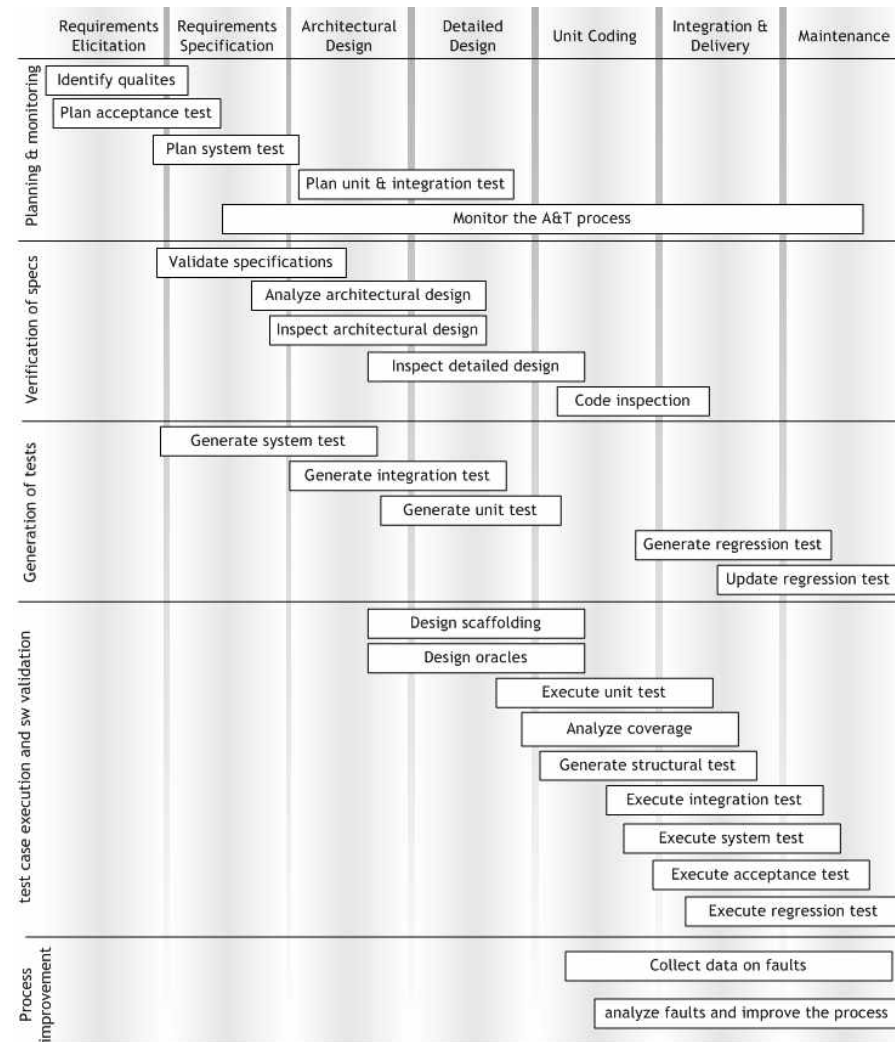 Requirements Elicitation
Requirements Specification
Architectural Design
Detailed Design
Unit Coding
Integration & Delivery
Maintenance
Planning & monitoring
Identify qualites
Plan acceptance test
Plan system test
Plan unit & integration test
Monitor the A&T process
Verification of specs
Validate specifications
Analyze architectural design
Inspect architectural design
Inspect detailed design
Code inspection
Generation of tests
Generate system test
Generate integration test
Generate unit test
Generate regression test
Update regression test
test case execution and sw validation
Design scaffolding
Design oracles
Execute unit test
Analyze coverage
Generate structural test
Execute integration test
Execute system test
Execute acceptance test
Execute regression test
Process improvement
Collect data on faults
analyze faults and improve the process